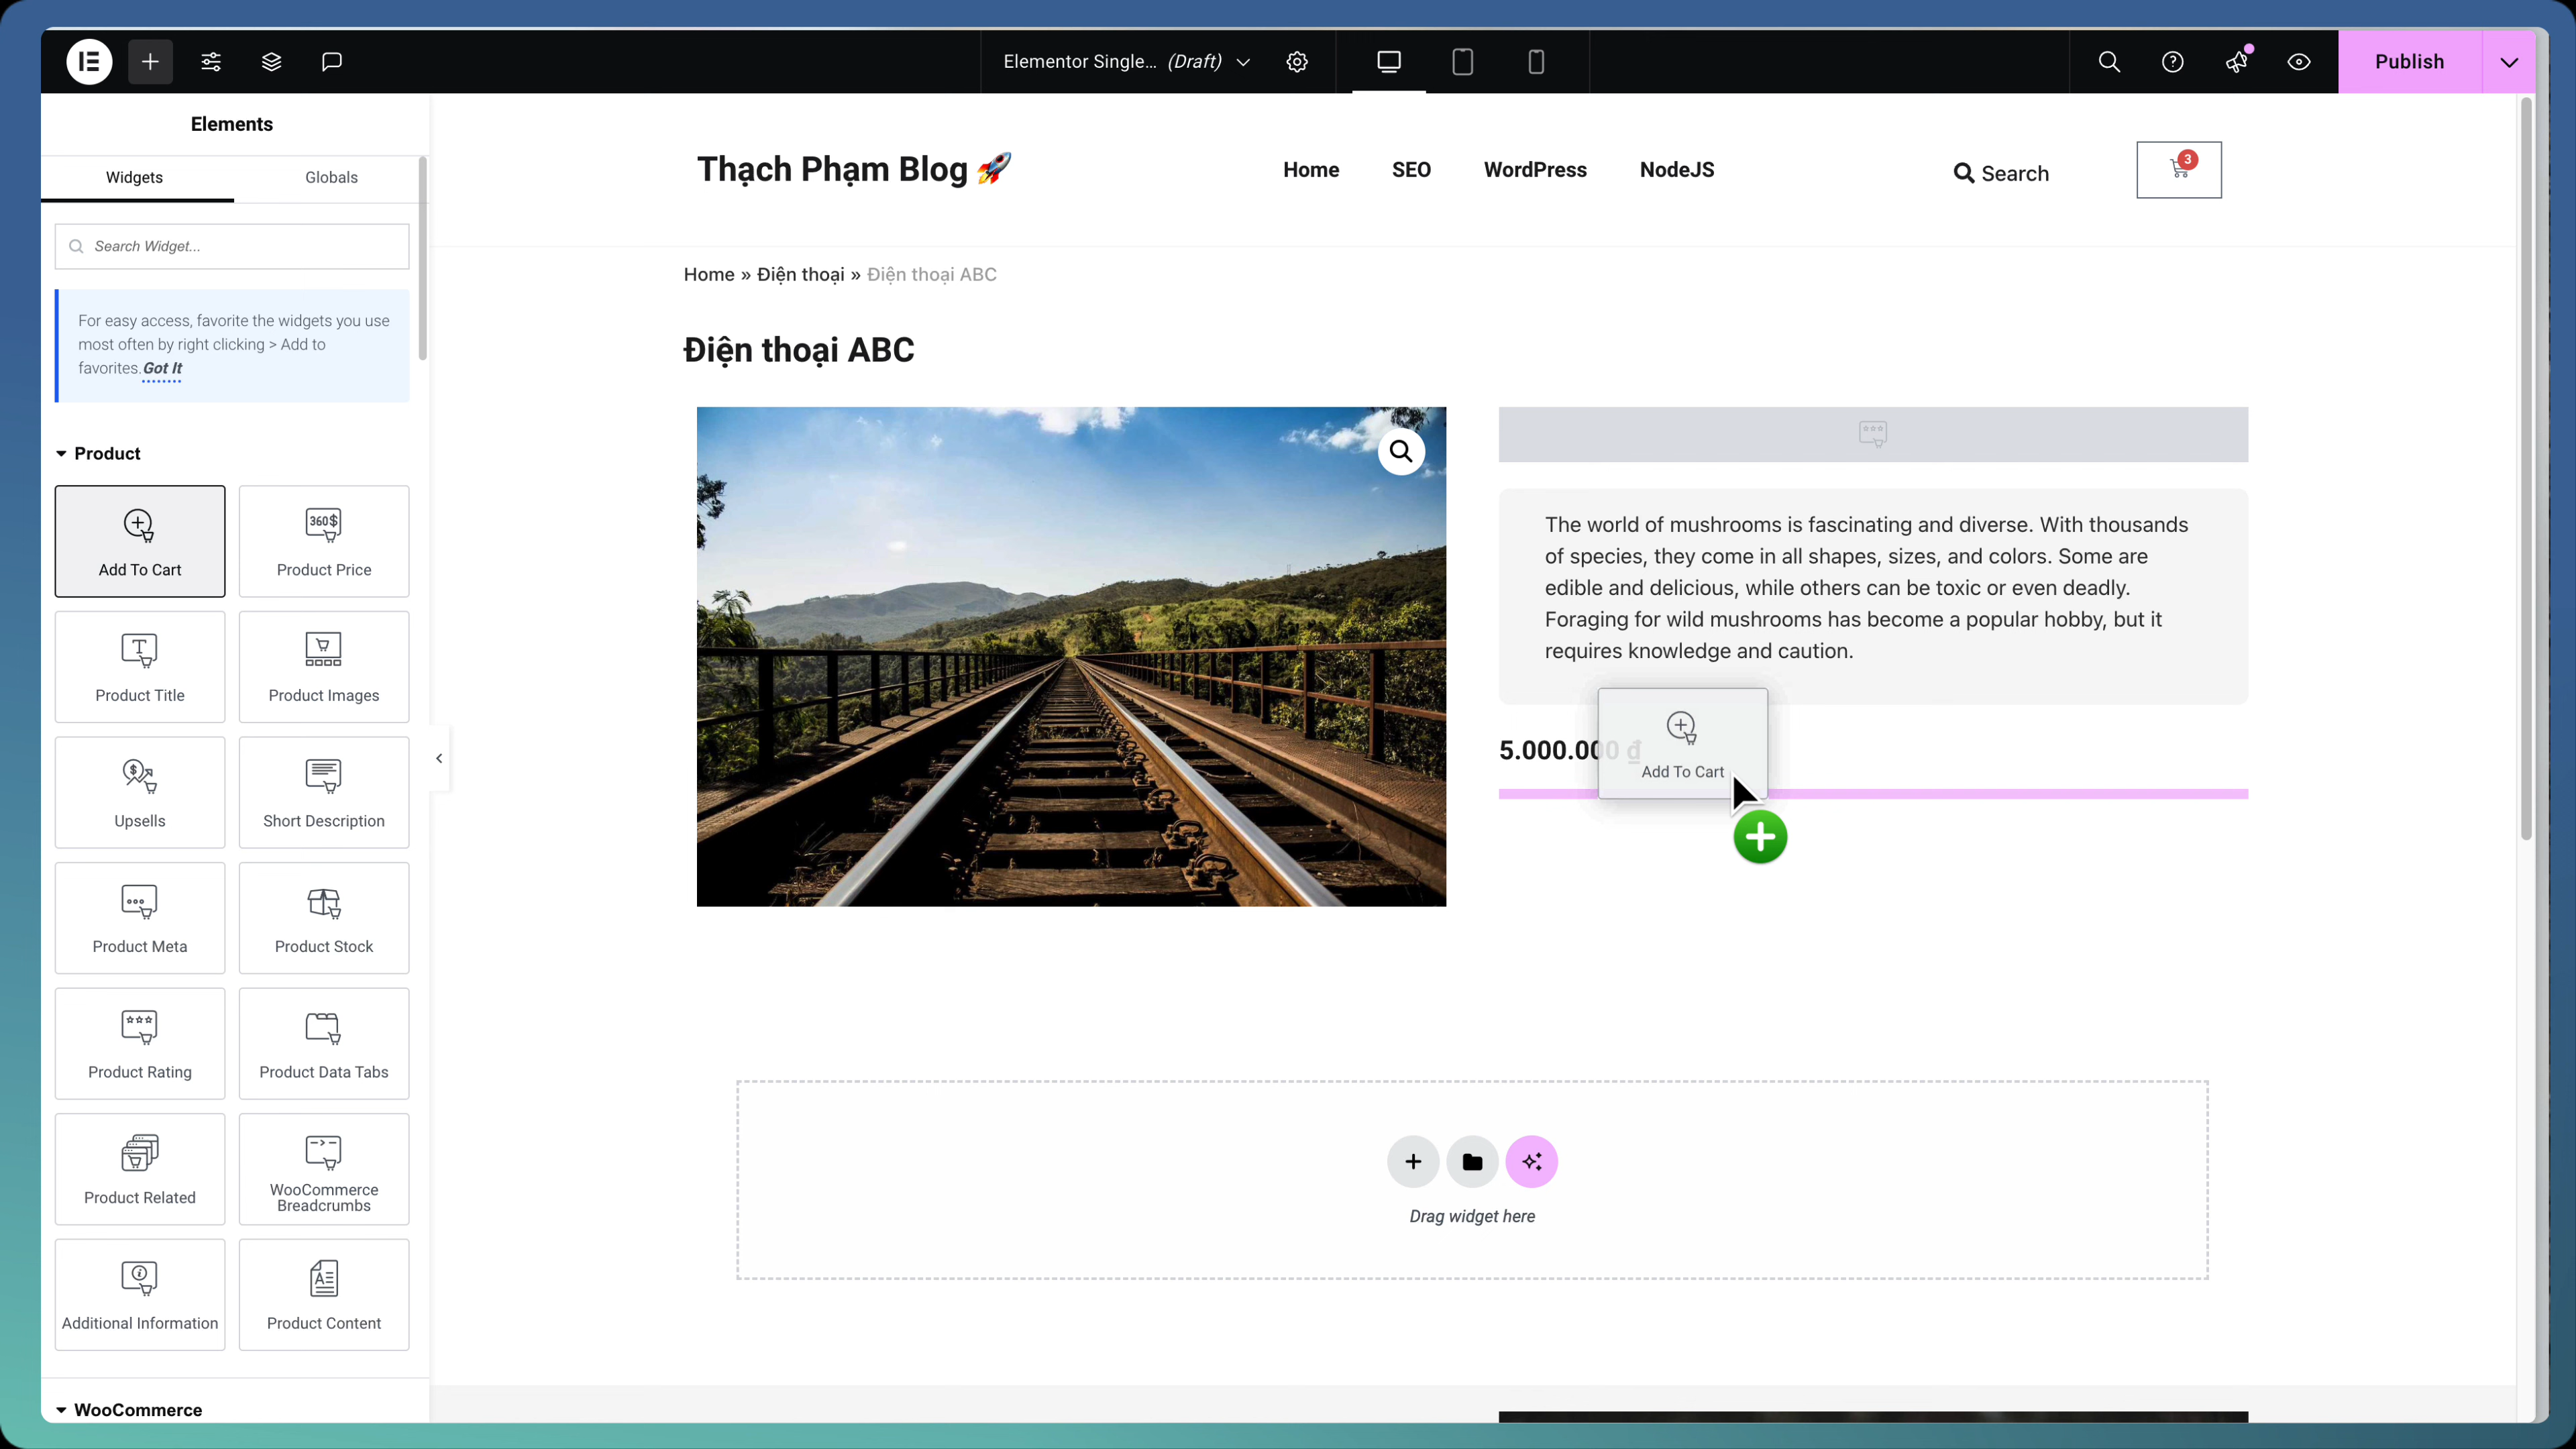 Elementor Single... (Draft)
Publish
Elements
Widgets
Globals
Search Widget...
For easy access, favorite the widgets you use
most often by right clicking > Add to
favorites. Got It
Product
Add To Cart
360$
Product Price
T
Product Title
Product Images
$
Upsells
Short Description
Product Meta
Product Stock
Product Rating
Product Data Tabs
Product Related
WooCommerce
Breadcrumbs
Additional Information
Product Content
WooCommerce
Thạch Phạm Blog 🚀
Home
SEO
WordPress
NodeJS
Search
3
Home » Điện thoại » Điện thoại ABC
Điện thoại ABC
The world of mushrooms is fascinating and diverse. With thousands
of species, they come in all shapes, sizes, and colors. Some are
edible and delicious, while others can be toxic or even deadly.
Foraging for wild mushrooms has become a popular hobby, but it
requires knowledge and caution.
5.000.000 ₫
Add To Cart
Drag widget here